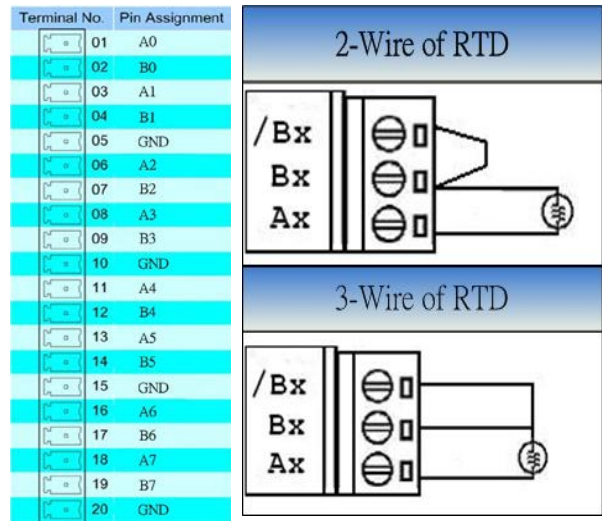 Terminal No. Pin Assignment
01 A0
02 B0
03 A1
04 B1
05 GND
06 A2
07 B2
08 A3
09 B3
10 GND
11 A4
12 B4
13 A5
14 B5
15 GND
16 A6
17 B6
18 A7
19 B7
20 GND
2-Wire of RTD
/Bx
Bx
Ax
3-Wire of RTD
/Bx
Bx
Ax